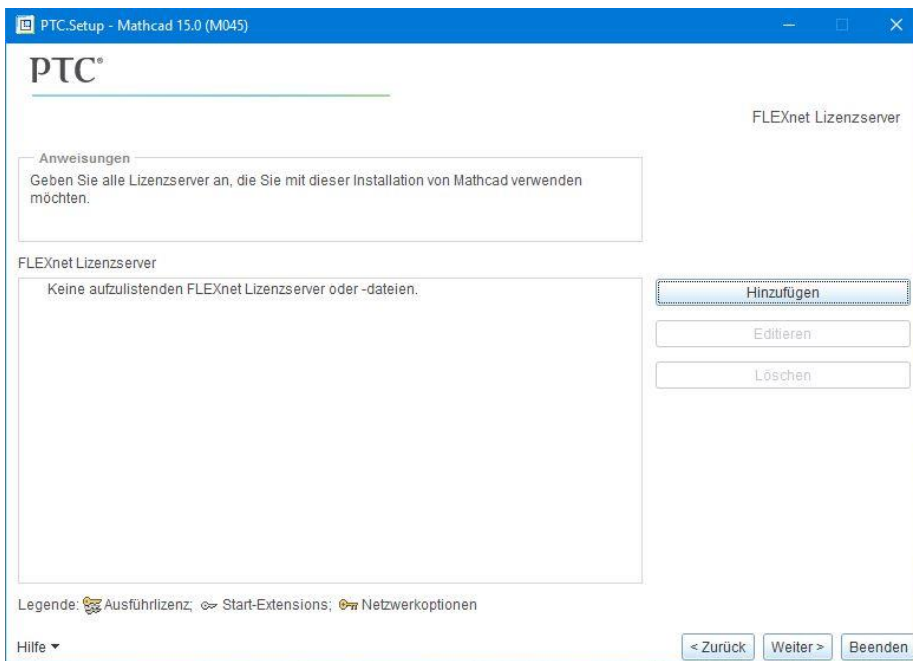 PTC.Setup - Mathcad 15.0 (M045)
PTC®
FLEXnet Lizenzserver
Anweisungen
Geben Sie alle Lizenzserver an, die Sie mit dieser Installation von Mathcad verwenden
möchten.
FLEXnet Lizenzserver
Keine aufzulistenden FLEXnet Lizenzserver oder -dateien.
Hinzufügen
Editieren
Löschen
Legende: Ausführlizenz; Start-Extensions; Netzwerkoptionen
Hilfe
< Zurück Weiter > Beenden